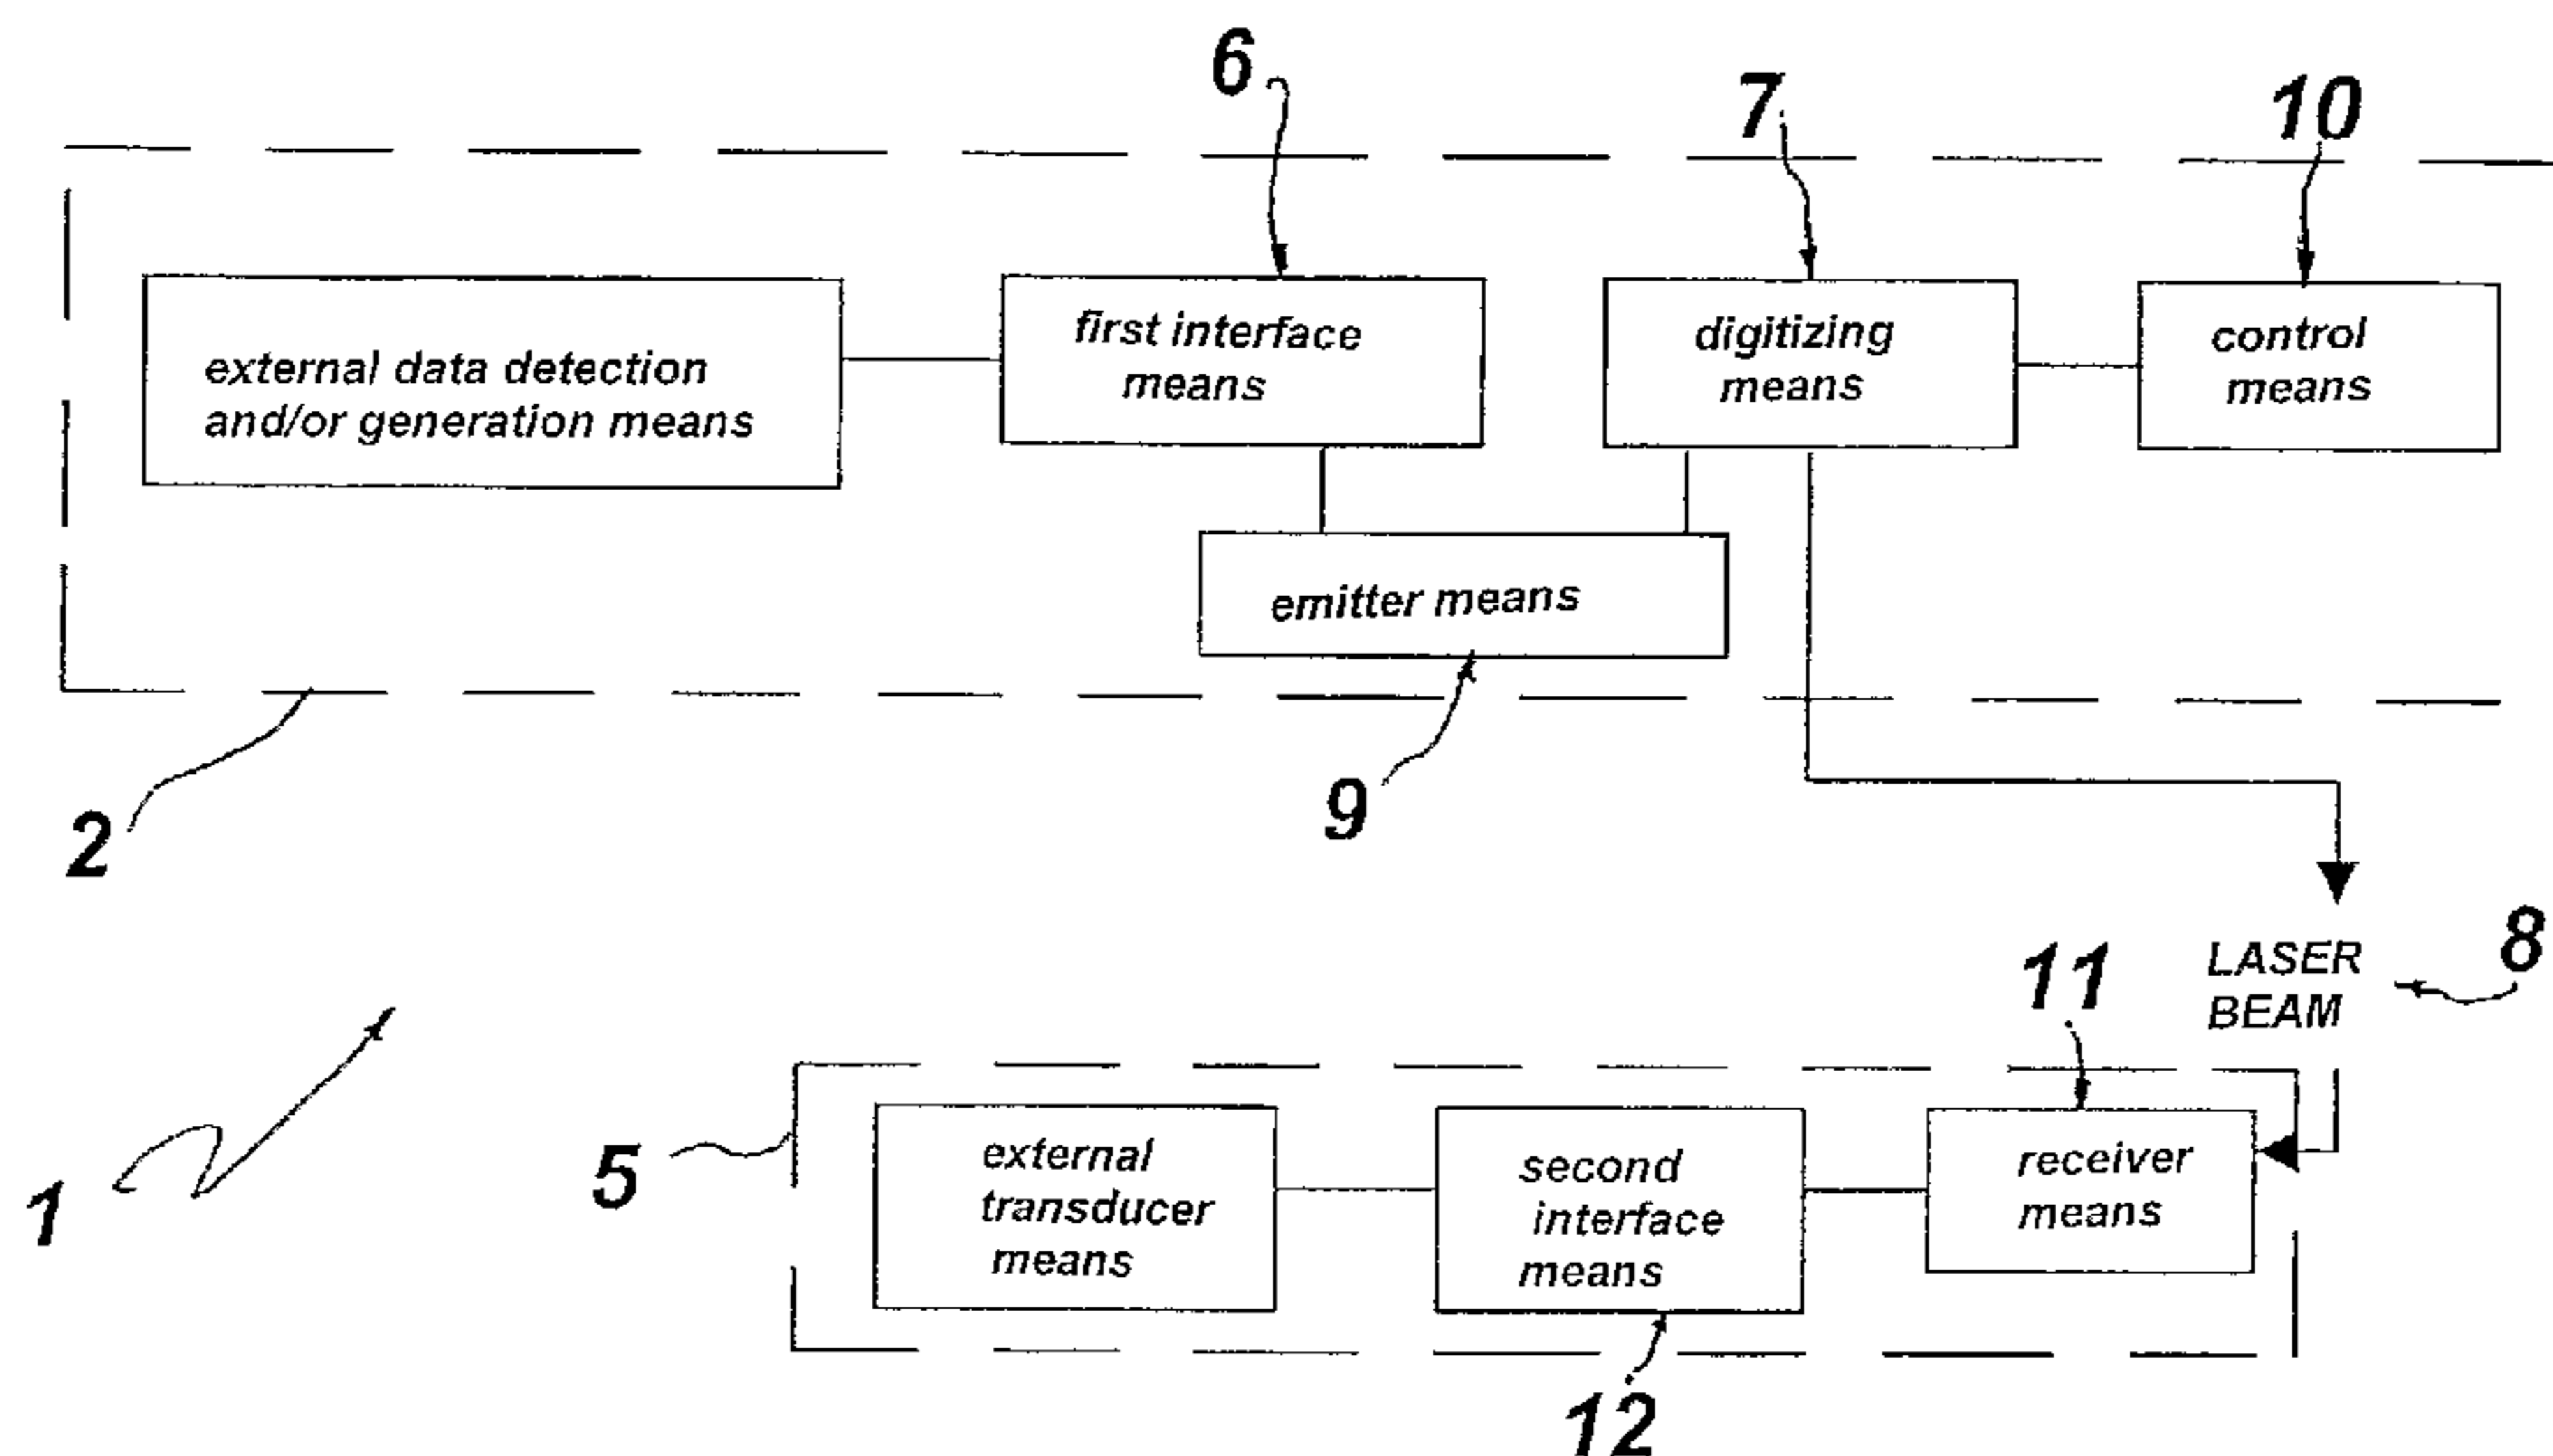 6
7
10
external data detection
and/or generation means
first interface
means
digitizing
means
control
means
emitter means
2
9
8
LASER
BEAM
11
1
5
external
transducer
means
second
interface
means
receiver
means
12